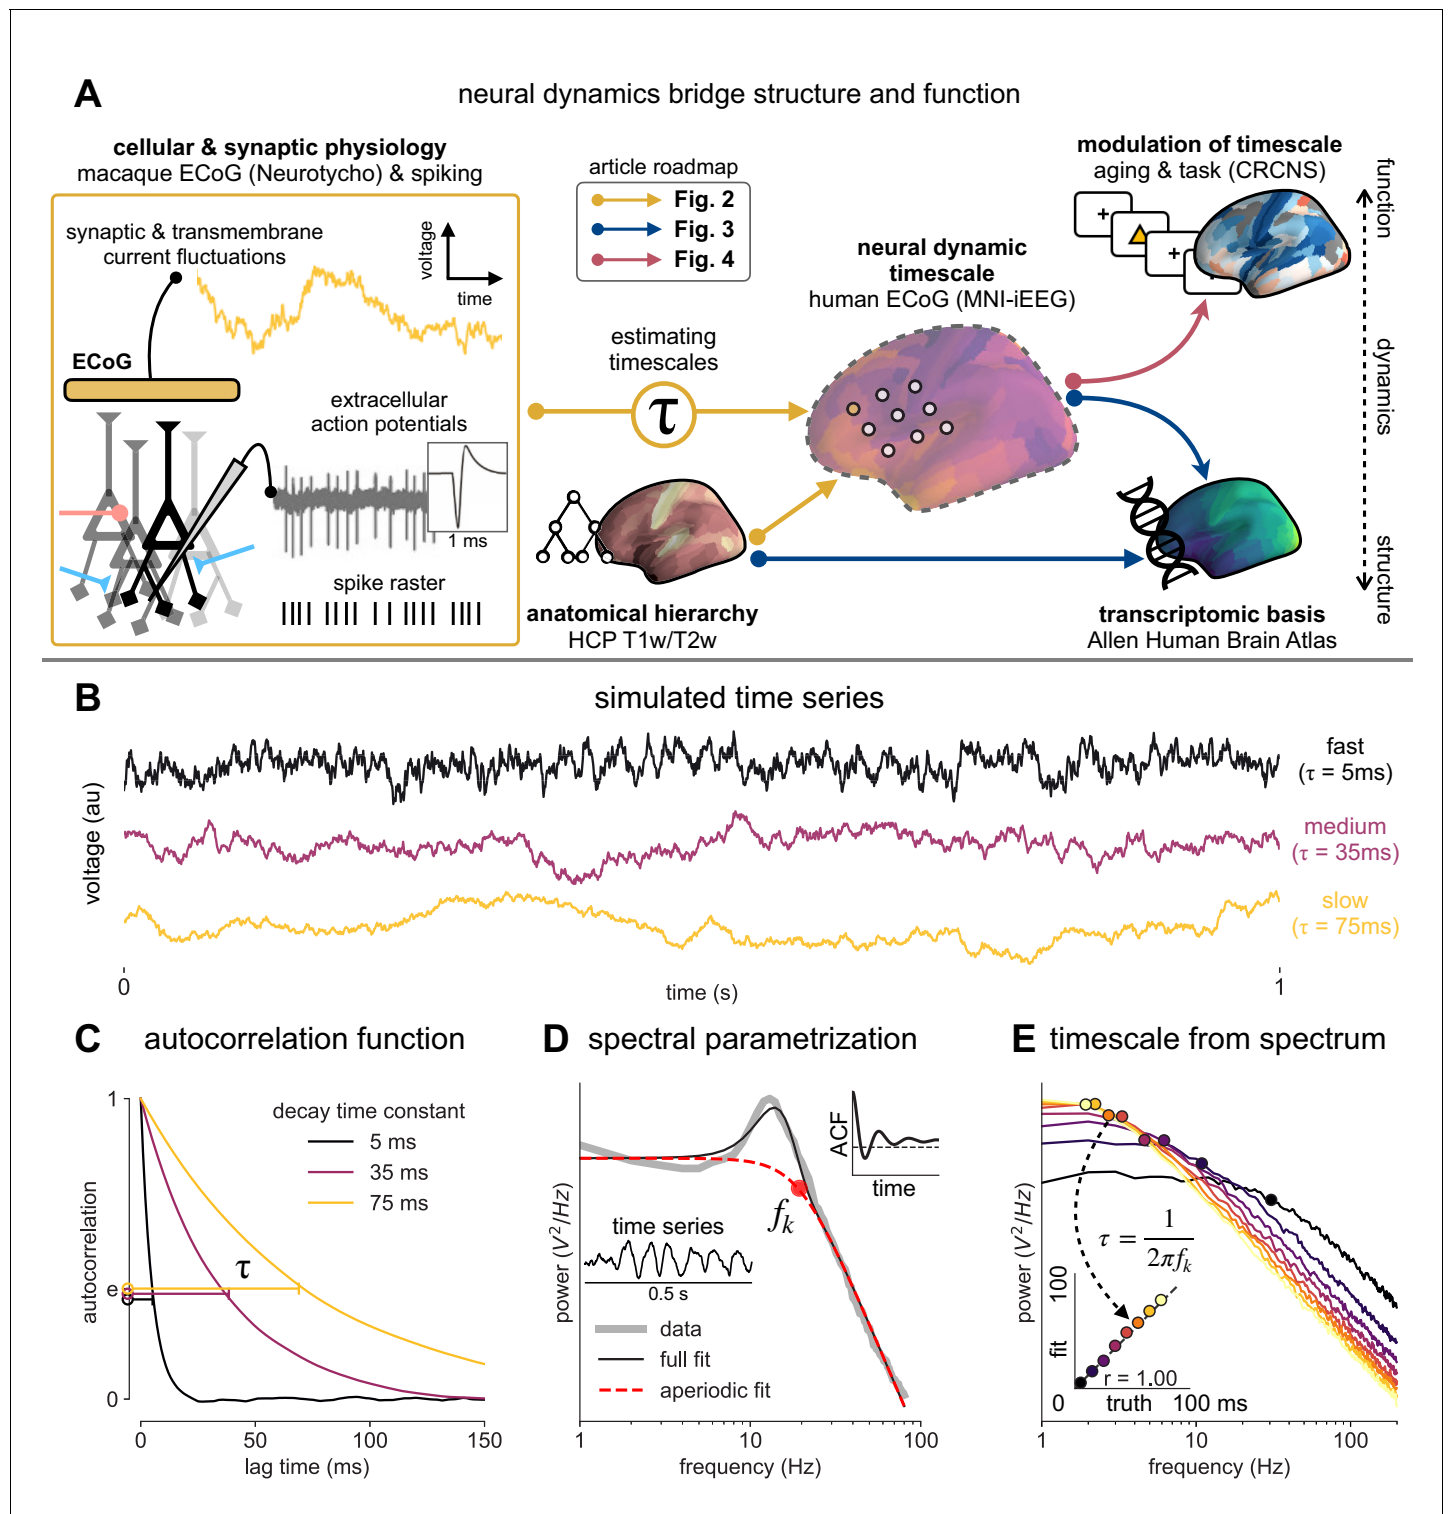 A
neural dynamics bridge structure and function
cellular & synaptic physiology
macaque ECoG (Neurotycho) & spiking
synaptic & transmembrane
current fluctuations
voltage
time
ECoG
extracellular
action potentials
1 ms
spike raster
article roadmap
Fig. 2
Fig. 3
Fig. 4
estimating
timescales
τ
neural dynamic
timescale
human ECoG (MNI-iEEG)
anatomical hierarchy
HCP T1w/T2w
modulation of timescale
aging & task (CRCNS)
+
+
transcriptomic basis
Allen Human Brain Atlas
function
dynamics
structure
B
simulated time series
voltage (au)
fast
(τ = 5ms)
medium
(τ = 35ms)
slow
(τ = 75ms)
0
time (s)
1
C
autocorrelation function
autocorrelation
1
e
0
decay time constant
5 ms
35 ms
75 ms
τ
0
50
100
150
lag time (ms)
D
spectral parametrization
power (V²/Hz)
ACF
time
f_k
time series
0.5 s
data
full fit
aperiodic fit
1
10
100
frequency (Hz)
E
timescale from spectrum
power (V²/Hz)
τ = 1 / 2πf_k
100
fit
r = 1.00
0
truth
100 ms
1
10
100
frequency (Hz)